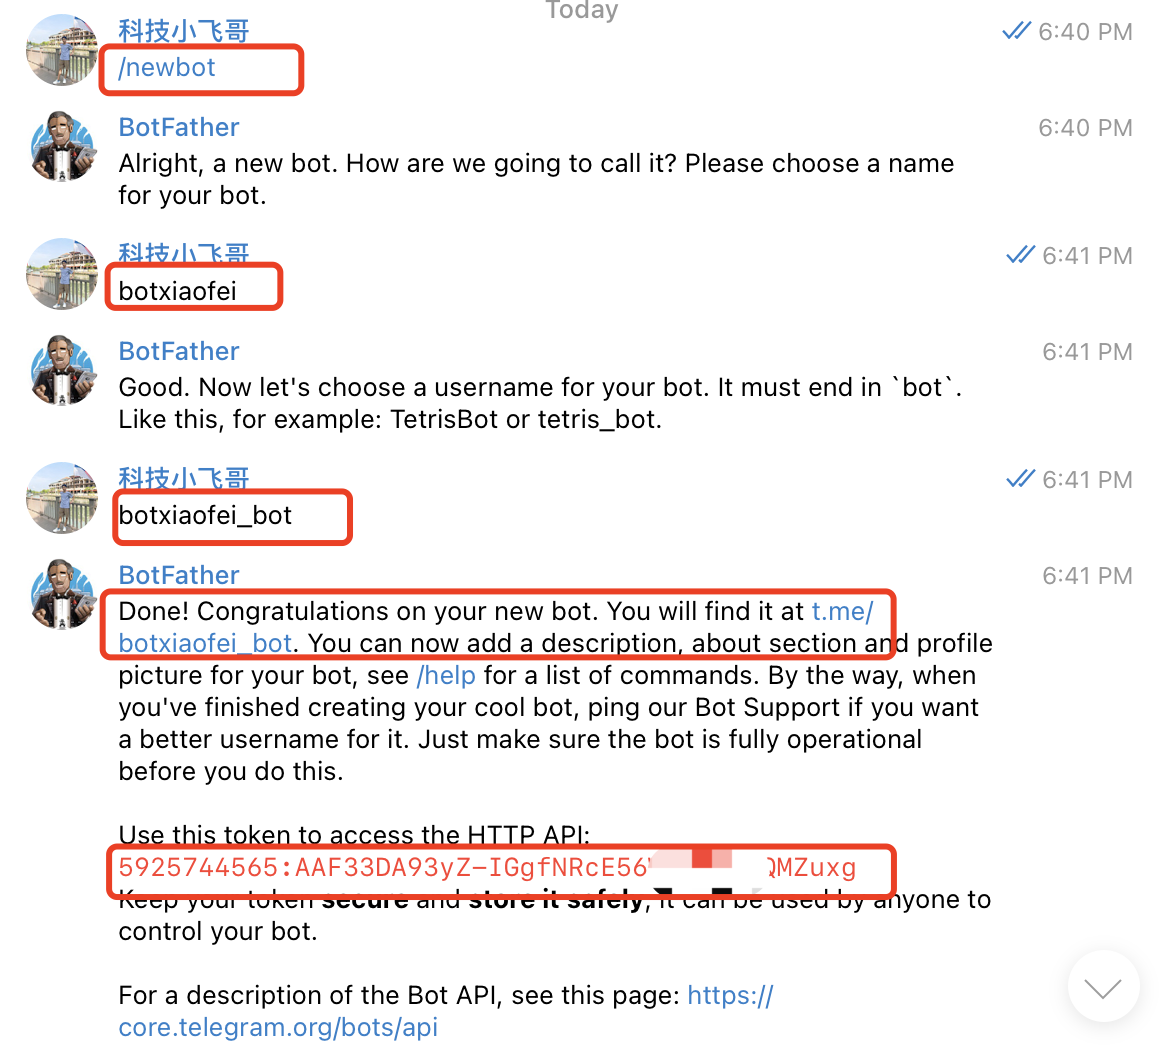 Today
科技小飞哥 6:40 PM
/newbot
BotFather 6:40 PM
Alright, a new bot. How are we going to call it? Please choose a name
for your bot.
科技小飞哥 6:41 PM
botxiaofei
BotFather 6:41 PM
Good. Now let's choose a username for your bot. It must end in `bot`.
Like this, for example: TetrisBot or tetris_bot.
科技小飞哥 6:41 PM
botxiaofei_bot
BotFather 6:41 PM
Done! Congratulations on your new bot. You will find it at t.me/
botxiaofei_bot. You can now add a description, about section and profile
picture for your bot, see /help for a list of commands. By the way, when
you've finished creating your cool bot, ping our Bot Support if you want
a better username for it. Just make sure the bot is fully operational
before you do this.
Use this token to access the HTTP API:
5925744565:AAF33DA93yZ-IGgfNRcE56 QMZuxg
Keep your token secure and store it safely, it can be used by anyone to
control your bot.
For a description of the Bot API, see this page: https://
core.telegram.org/bots/api